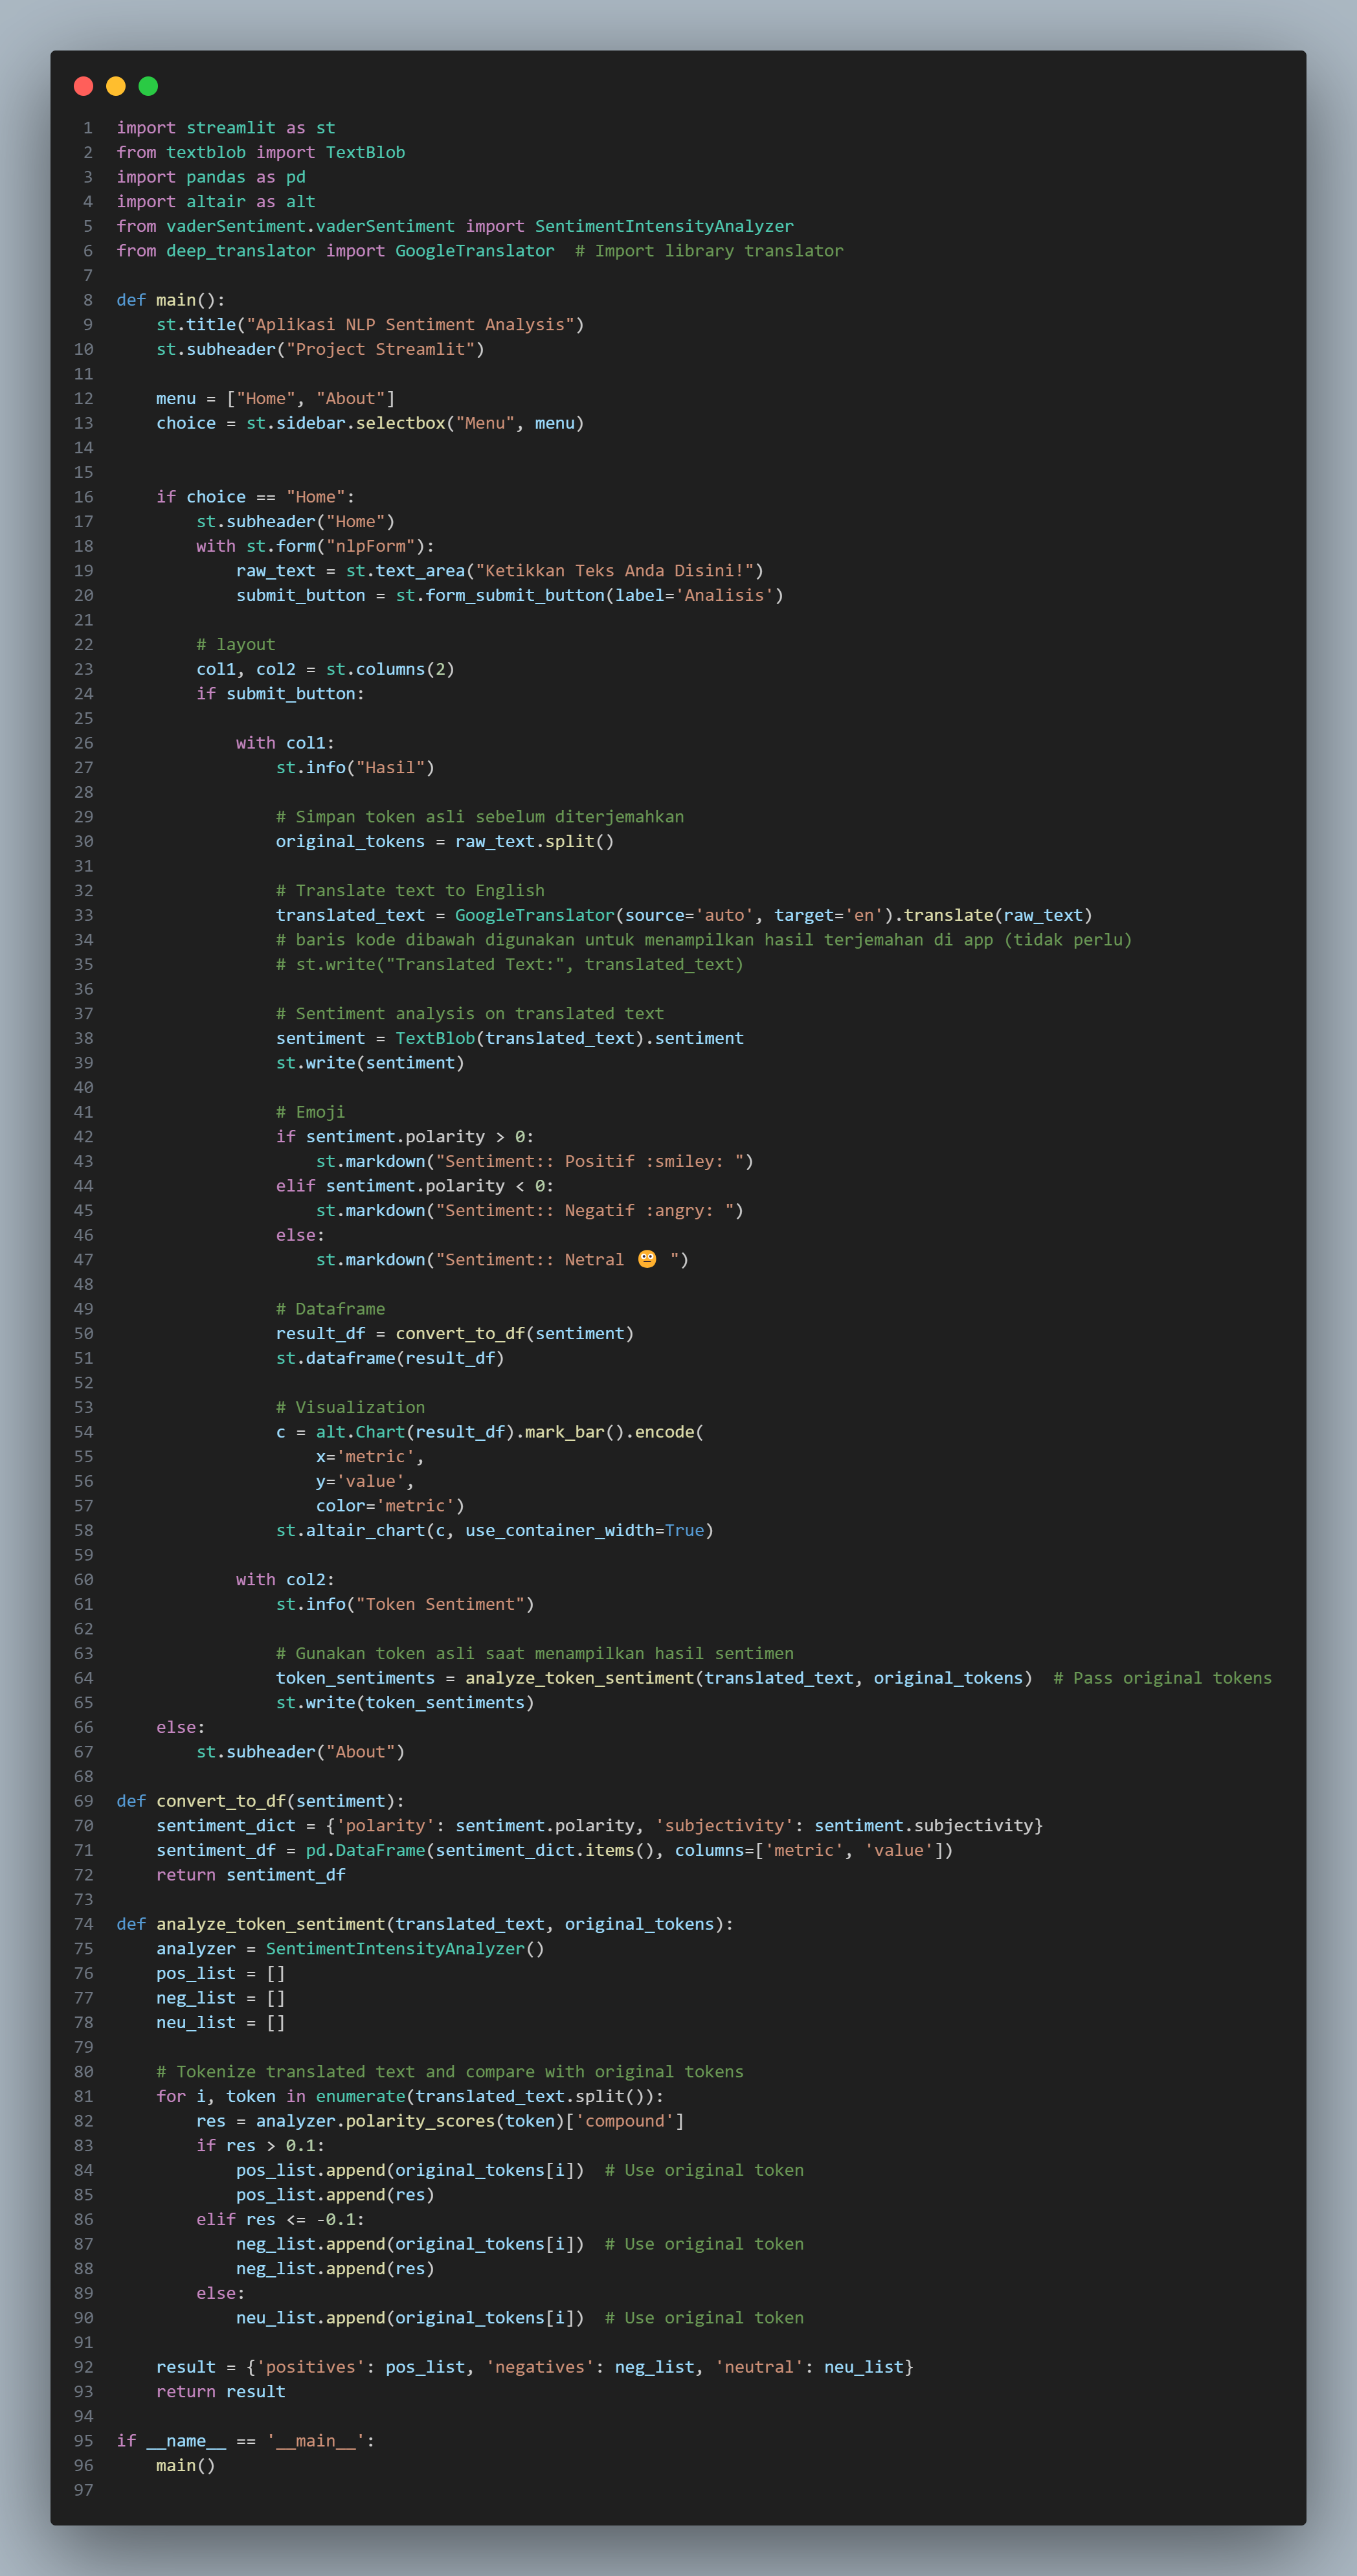 1 import streamlit as st
2 from textblob import TextBlob
3 import pandas as pd
4 import altair as alt
5 from vaderSentiment.vaderSentiment import SentimentIntensityAnalyzer
6 from deep_translator import GoogleTranslator  # Import library translator
7
8 def main():
9     st.title("Aplikasi NLP Sentiment Analysis")
10     st.subheader("Project Streamlit")
11
12     menu = ["Home", "About"]
13     choice = st.sidebar.selectbox("Menu", menu)
14
15
16     if choice == "Home":
17         st.subheader("Home")
18         with st.form("nlpForm"):
19             raw_text = st.text_area("Ketikkan Teks Anda Disini!")
20             submit_button = st.form_submit_button(label='Analisis')
21
22         # layout
23         col1, col2 = st.columns(2)
24         if submit_button:
25
26             with col1:
27                 st.info("Hasil")
28
29                 # Simpan token asli sebelum diterjemahkan
30                 original_tokens = raw_text.split()
31
32                 # Translate text to English
33                 translated_text = GoogleTranslator(source='auto', target='en').translate(raw_text)
34                 # baris kode dibawah digunakan untuk menampilkan hasil terjemahan di app (tidak perlu)
35                 # st.write("Translated Text:", translated_text)
36
37                 # Sentiment analysis on translated text
38                 sentiment = TextBlob(translated_text).sentiment
39                 st.write(sentiment)
40
41                 # Emoji
42                 if sentiment.polarity > 0:
43                     st.markdown("Sentiment:: Positif :smiley: ")
44                 elif sentiment.polarity < 0:
45                     st.markdown("Sentiment:: Negatif :angry: ")
46                 else:
47                     st.markdown("Sentiment:: Netral 😐 ")
48
49                 # Dataframe
50                 result_df = convert_to_df(sentiment)
51                 st.dataframe(result_df)
52
53                 # Visualization
54                 c = alt.Chart(result_df).mark_bar().encode(
55                     x='metric',
56                     y='value',
57                     color='metric')
58                 st.altair_chart(c, use_container_width=True)
59
60             with col2:
61                 st.info("Token Sentiment")
62
63                 # Gunakan token asli saat menampilkan hasil sentimen
64                 token_sentiments = analyze_token_sentiment(translated_text, original_tokens)  # Pass original tokens
65                 st.write(token_sentiments)
66     else:
67         st.subheader("About")
68
69 def convert_to_df(sentiment):
70     sentiment_dict = {'polarity': sentiment.polarity, 'subjectivity': sentiment.subjectivity}
71     sentiment_df = pd.DataFrame(sentiment_dict.items(), columns=['metric', 'value'])
72     return sentiment_df
73
74 def analyze_token_sentiment(translated_text, original_tokens):
75     analyzer = SentimentIntensityAnalyzer()
76     pos_list = []
77     neg_list = []
78     neu_list = []
79
80     # Tokenize translated text and compare with original tokens
81     for i, token in enumerate(translated_text.split()):
82         res = analyzer.polarity_scores(token)['compound']
83         if res > 0.1:
84             pos_list.append(original_tokens[i])  # Use original token
85             pos_list.append(res)
86         elif res <= -0.1:
87             neg_list.append(original_tokens[i])  # Use original token
88             neg_list.append(res)
89         else:
90             neu_list.append(original_tokens[i])  # Use original token
91
92     result = {'positives': pos_list, 'negatives': neg_list, 'neutral': neu_list}
93     return result
94
95 if __name__ == '__main__':
96     main()
97